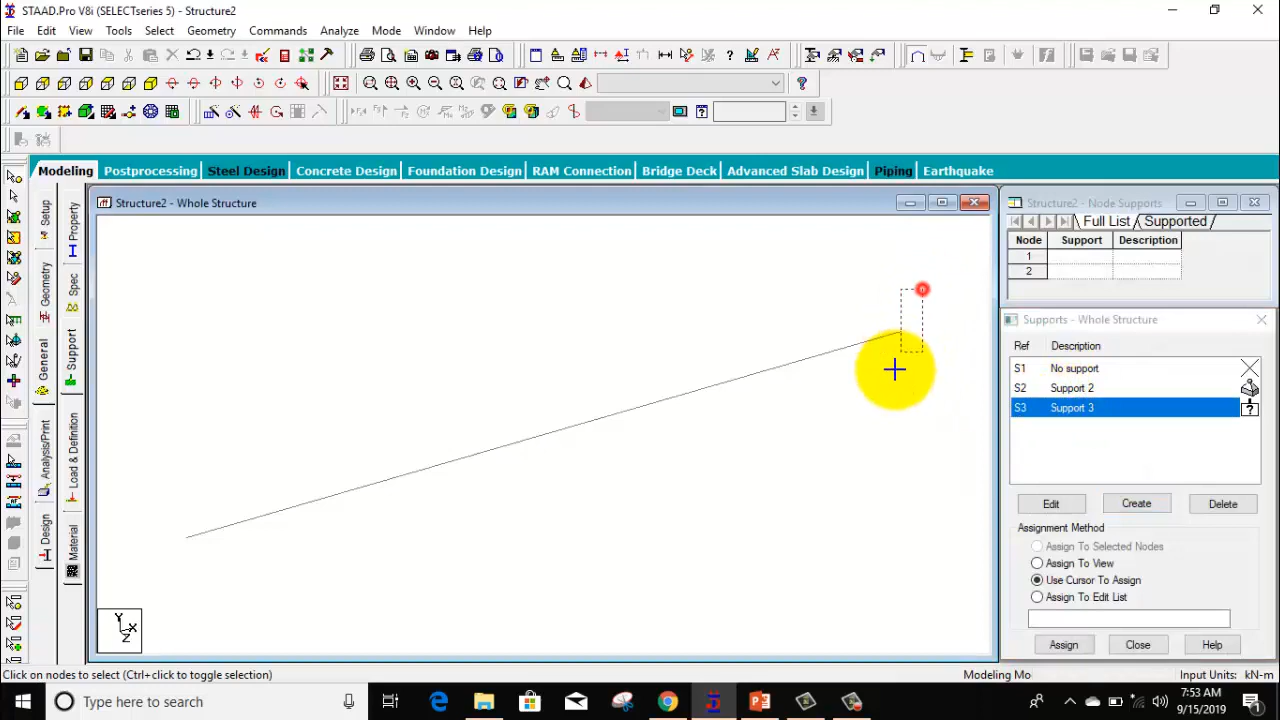 STAAD.Pro V8i (SELECTseries 5) - Structure2
File Edit View Tools Select Geometry Commands Analyze Mode Window Help
Modeling Postprocessing Steel Design Concrete Design Foundation Design RAM Connection Bridge Deck Advanced Slab Design Piping Earthquake
Setup
Geometry
General
Analysis/Print
Design
Property
Spec
Support
Load & Definition
Material
Structure2 - Whole Structure
Y
X
Z
Structure2 - Node Supports
Full List Supported
Node Support Description
1
2
Supports - Whole Structure
Ref Description
S1 No support
S2 Support 2
S3 Support 3
?
Edit Create Delete
Assignment Method
Assign To Selected Nodes
Assign To View
Use Cursor To Assign
Assign To Edit List
Assign Close Help
Click on nodes to select (Ctrl+click to toggle selection)
Modeling Mo
Input Units: kN-m
Type here to search
7:53 AM
9/15/2019
1